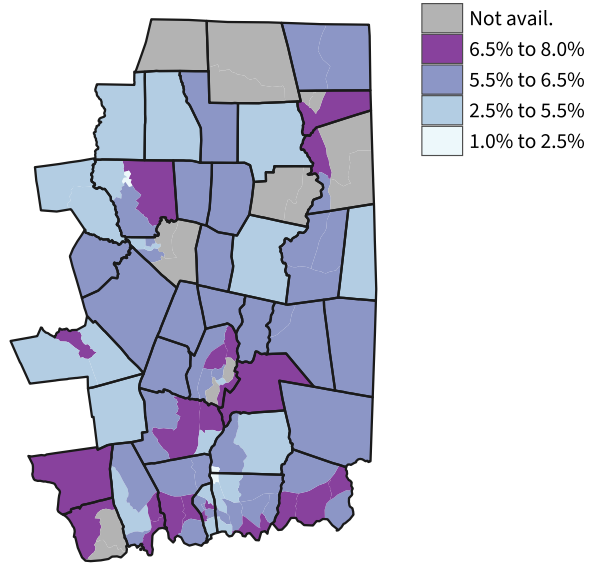 Not avail.
6.5% to 8.0%
5.5% to 6.5%
2.5% to 5.5%
1.0% to 2.5%